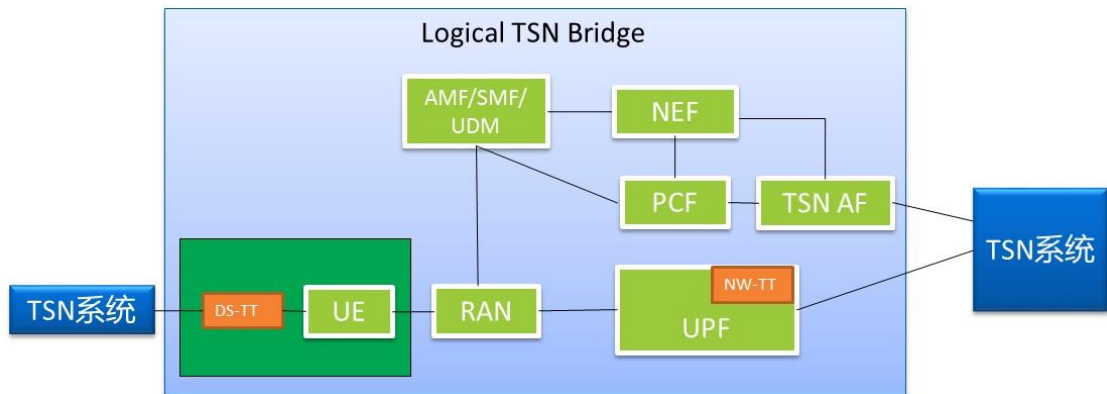 Logical TSN Bridge
AMF/SMF/
UDM
NEF
PCF
TSN AF
TSN系统
TSN系统
DS-TT
UE
RAN
NW-TT
UPF